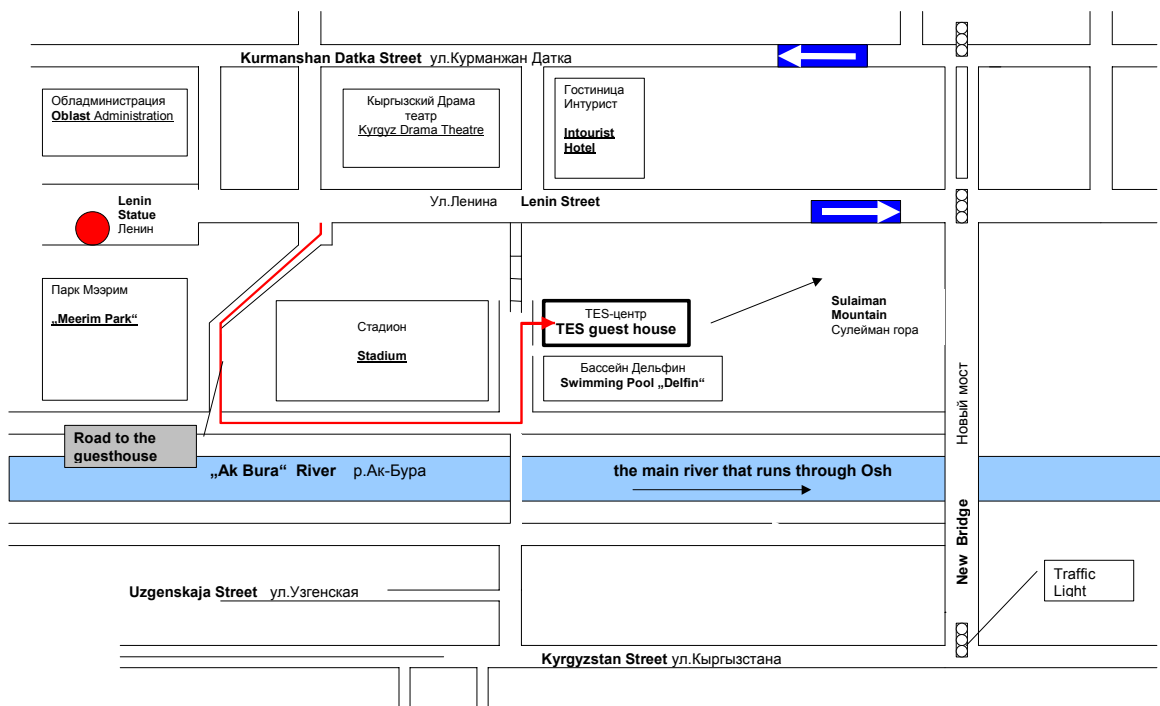 Kurmanshan Datka Street ул.Курманжан Датка
Обладминистрация
Oblast Administration
Кыргызский Драма
театр
Kyrgyz Drama Theatre
Гостиница
Интурист
Intourist
Hotel
Lenin
Statue
Ленин
Ул.Ленина Lenin Street
Парк Мээрим
„Meerim Park“
Стадион
Stadium
TES-центр
TES guest house
Бассейн Дельфин
Swimming Pool „Delfin“
Sulaiman
Mountain
Сулейман гора
Новый мост
New Bridge
Road to the
guesthouse
„Ak Bura“ River р.Ак-Бура
the main river that runs through Osh
Uzgenskaja Street ул.Узгенская
Traffic
Light
Kyrgyzstan Street ул.Кыргызстана